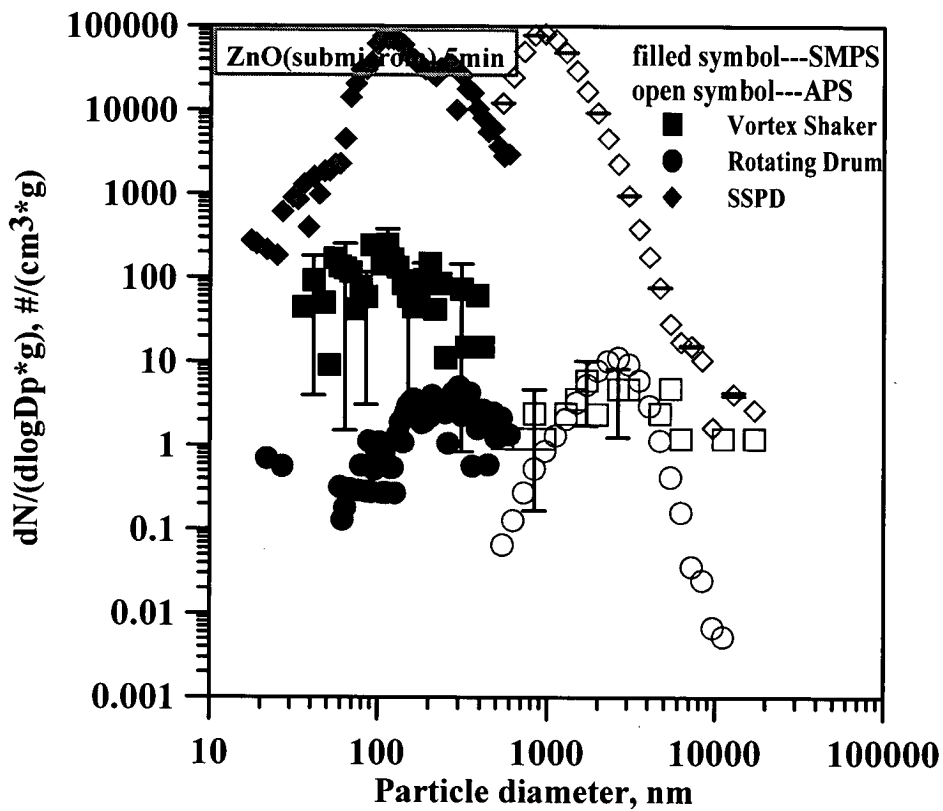 100000
10000
1000
100
10
1
0.1
0.01
0.001
dN/(dlogDp*g), #/(cm3*g)
ZnO(submicron) 5min
filled symbol---SMPS
open symbol---APS
Vortex Shaker
Rotating Drum
SSPD
10
100
1000
10000
100000
Particle diameter, nm